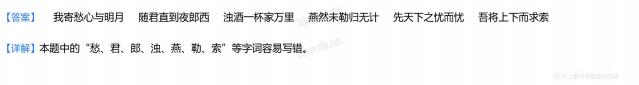 【答案】 我寄愁心与明月 随君直到夜郎西 浊酒一杯家万里 燕然未勒归无计 先天下之忧而忧 吾将上下而求索
【详解】本题中的“愁、君、郎、浊、燕、勒、索”等字词容易写错。